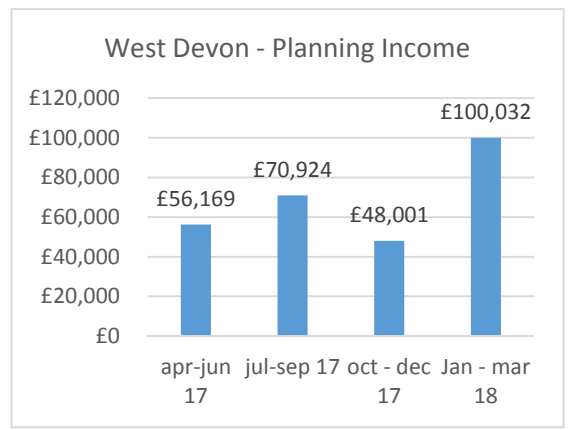 West Devon - Planning Income
£120,000
£100,000
£80,000
£60,000
£40,000
£20,000
£0
£56,169
£70,924
£48,001
£100,032
apr-jun
17
jul-sep 17
oct - dec
17
Jan - mar
18